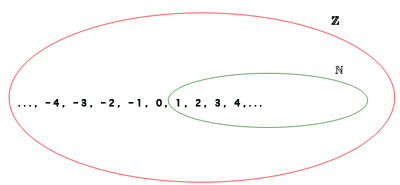 ℤ
ℕ
..., -4, -3, -2, -1, 0, 1, 2, 3, 4,...